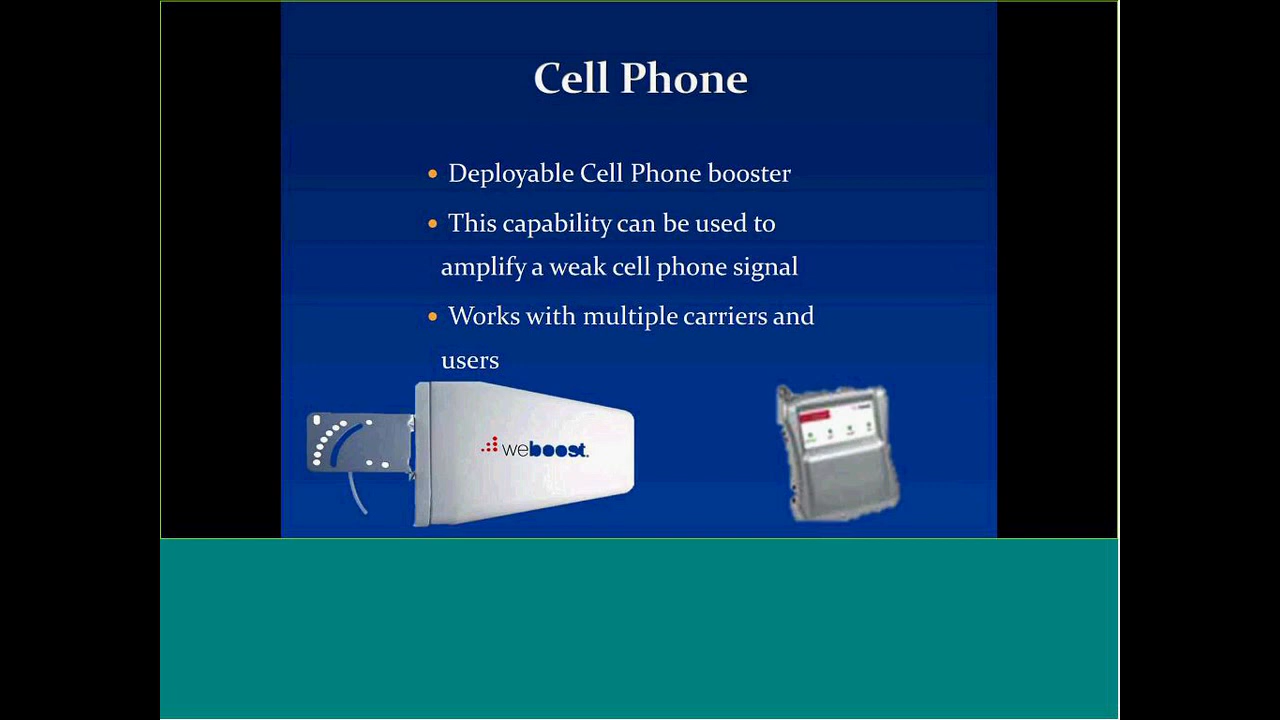 Cell Phone
Deployable Cell Phone booster
This capability can be used to
amplify a weak cell phone signal
Works with multiple carriers and
users
weboost.